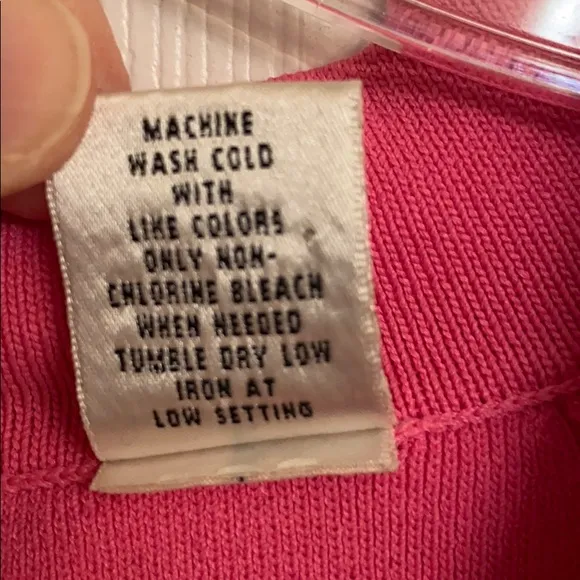 MACHINE
WASH COLD
WITH
LIKE COLORS
ONLY NON-
CHLORINE BLEACH
WHEN NEEDED
TUMBLE DRY LOW
IRON AT
LOW SETTING